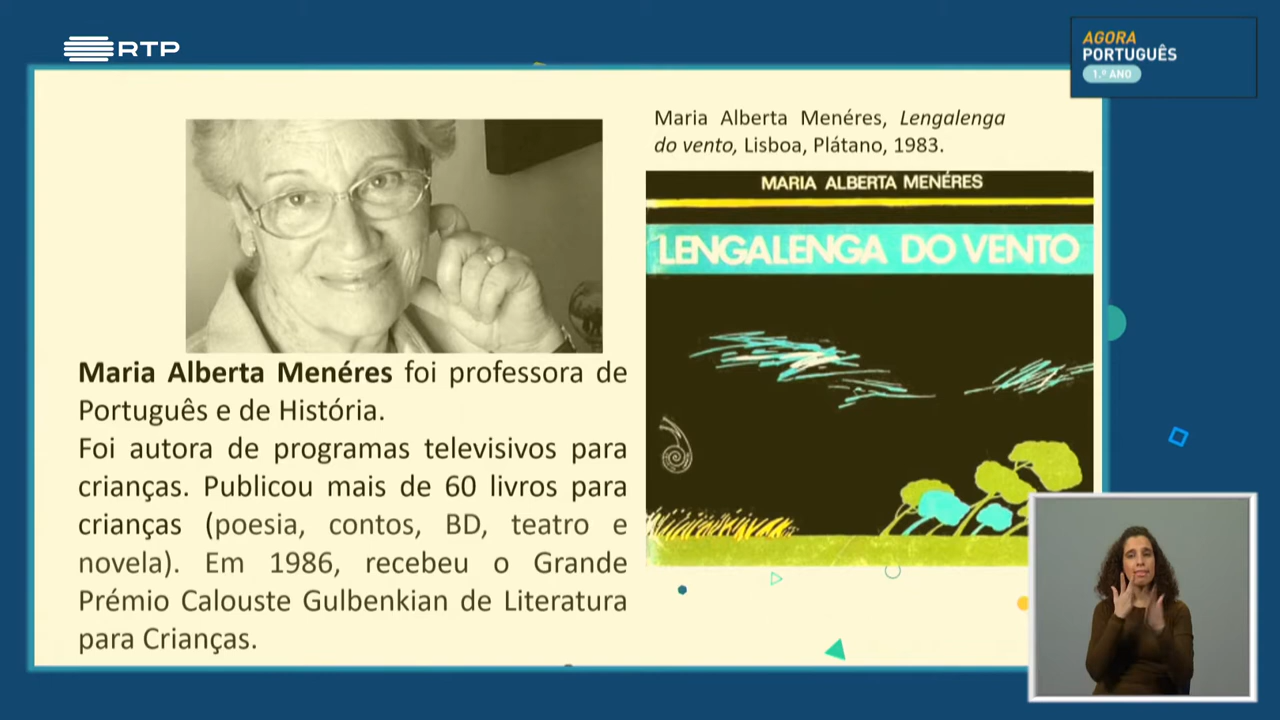 RTP
AGORA
PORTUGUÊS
1.º ANO
Maria Alberta Menéres, Lengalenga
do vento, Lisboa, Plátano, 1983.
MARIA ALBERTA MENÉRES
LENGALENGA DO VENTO
Maria Alberta Menéres foi professora de
Português e de História.
Foi autora de programas televisivos para
crianças. Publicou mais de 60 livros para
crianças (poesia, contos, BD, teatro e
novela). Em 1986, recebeu o Grande
Prémio Calouste Gulbenkian de Literatura
para Crianças.